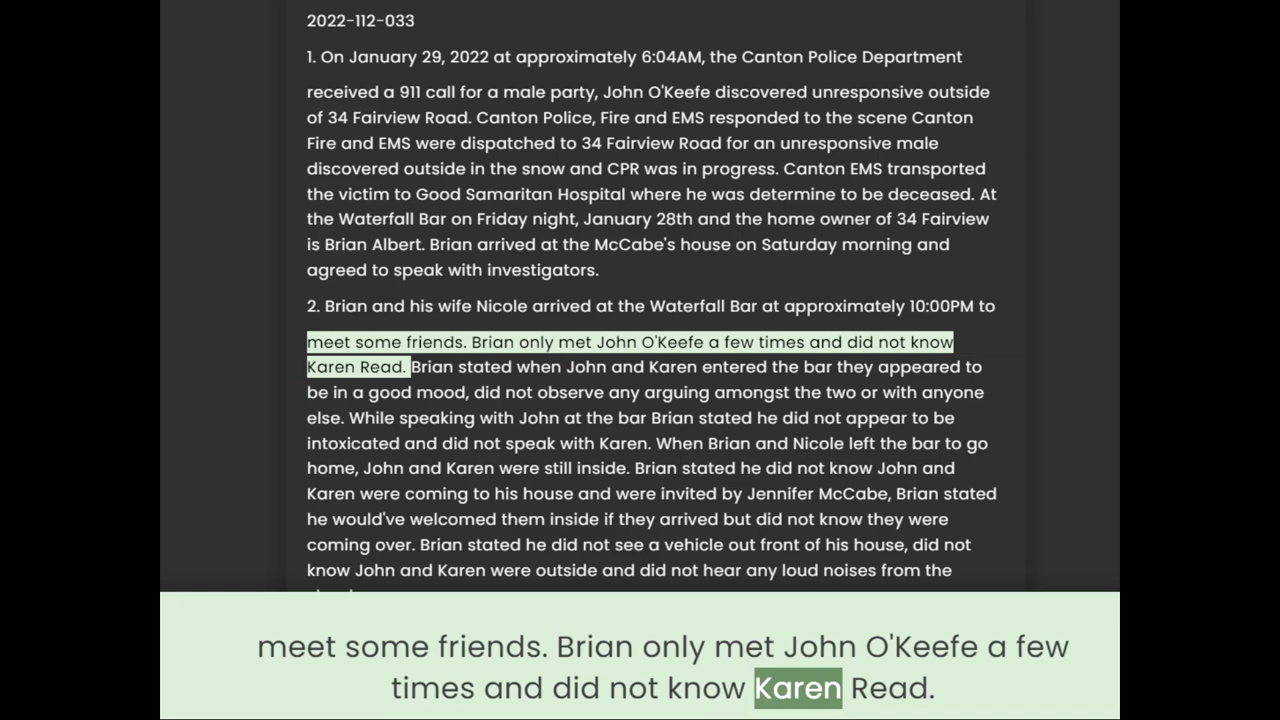 2022-112-033
1. On January 29, 2022 at approximately 6:04AM, the Canton Police Department
received a 911 call for a male party, John O'Keefe discovered unresponsive outside
of 34 Fairview Road. Canton Police, Fire and EMS responded to the scene Canton
Fire and EMS were dispatched to 34 Fairview Road for an unresponsive male
discovered outside in the snow and CPR was in progress. Canton EMS transported
the victim to Good Samaritan Hospital where he was determine to be deceased. At
the Waterfall Bar on Friday night, January 28th and the home owner of 34 Fairview
is Brian Albert. Brian arrived at the McCabe's house on Saturday morning and
agreed to speak with investigators.
2. Brian and his wife Nicole arrived at the Waterfall Bar at approximately 10:00PM to
meet some friends. Brian only met John O'Keefe a few times and did not know
Karen Read. Brian stated when John and Karen entered the bar they appeared to
be in a good mood, did not observe any arguing amongst the two or with anyone
else. While speaking with John at the bar Brian stated he did not appear to be
intoxicated and did not speak with Karen. When Brian and Nicole left the bar to go
home, John and Karen were still inside. Brian stated he did not know John and
Karen were coming to his house and were invited by Jennifer McCabe, Brian stated
he would've welcomed them inside if they arrived but did not know they were
coming over. Brian stated he did not see a vehicle out front of his house, did not
know John and Karen were outside and did not hear any loud noises from the
meet some friends. Brian only met John O'Keefe a few
times and did not know Karen Read.